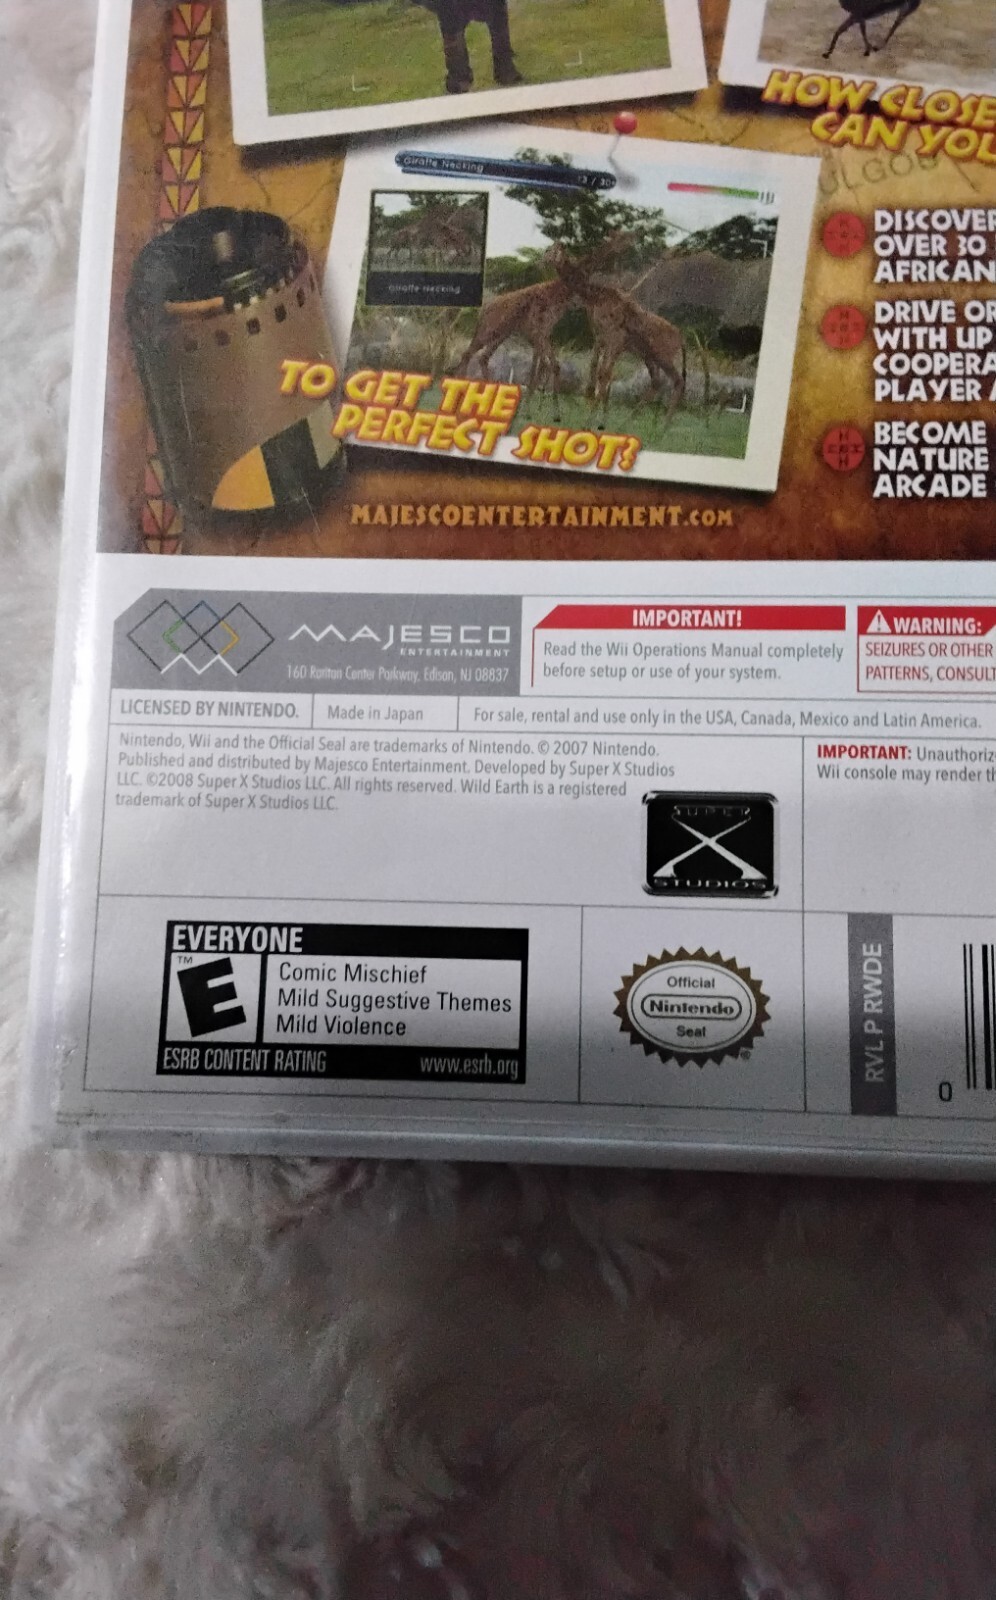 HOW CLOSE
CAN YOU
ULGOB
Giraffe Necking
13 / 30
Giraffe Necking
TO GET THE
PERFECT SHOT?
DISCOVER
OVER 30
AFRICAN
DRIVE OR
WITH UP
COOPERA
PLAYER
BECOME
NATURE
ARCADE
MAJESCOENTERTAINMENT.COM
MAJESCO
ENTERTAINMENT
160 Raritan Center Parkway, Edison, NJ 08837
IMPORTANT!
Read the Wii Operations Manual completely
before setup or use of your system.
WARNING:
SEIZURES OR OTHER
PATTERNS, CONSULT
LICENSED BY NINTENDO.
Made in Japan
For sale, rental and use only in the USA, Canada, Mexico and Latin America.
Nintendo, Wii and the Official Seal are trademarks of Nintendo. © 2007 Nintendo.
Published and distributed by Majesco Entertainment. Developed by Super X Studios
LLC. ©2008 Super X Studios LLC. All rights reserved. Wild Earth is a registered
trademark of Super X Studios LLC.
IMPORTANT: Unauthoriz
Wii console may render th
SUPER
X
STUDIOS
EVERYONE
E
TM
Comic Mischief
Mild Suggestive Themes
Mild Violence
ESRB CONTENT RATING
www.esrb.org
Official
Nintendo
Seal
®
RVL P RWDE
0